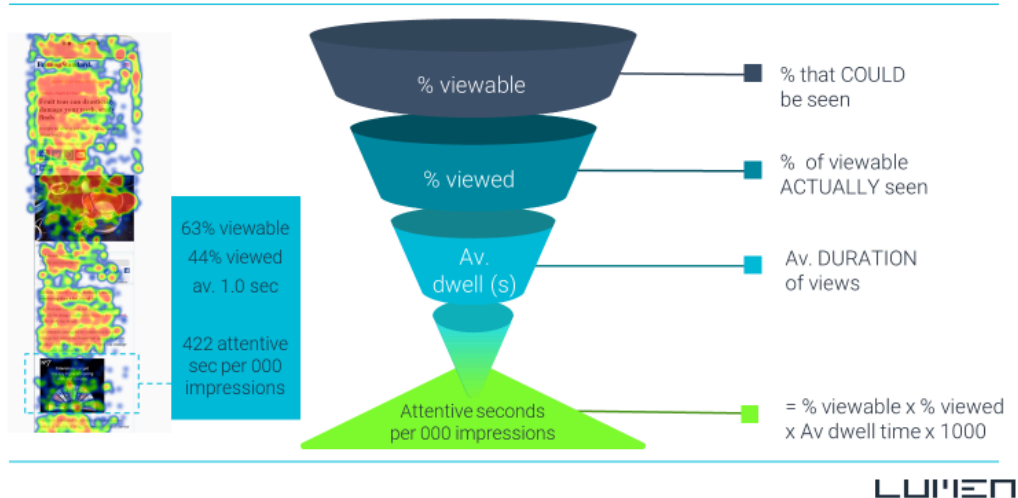 % viewable
% that COULD
be seen
% viewed
% of viewable
ACTUALLY seen
Av.
dwell (s)
Av. DURATION
of views
Attentive seconds
per 000 impressions
= % viewable x % viewed
x Av dwell time x 1000
63% viewable
44% viewed
av. 1.0 sec
422 attentive
sec per 000
impressions
LUMEN